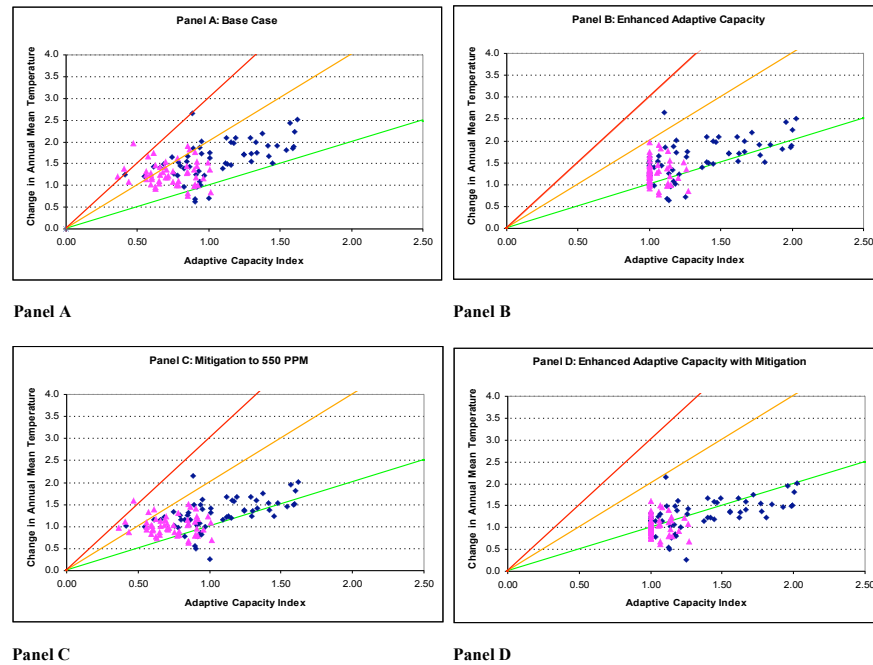 Panel A: Base Case
Change in Annual Mean Temperature
4.0
3.5
3.0
2.5
2.0
1.5
1.0
0.5
0.0
0.00 0.50 1.00 1.50 2.00 2.50
Adaptive Capacity Index
Panel A
Panel B: Enhanced Adaptive Capacity
Change in Annual Mean Temperature
4.0
3.5
3.0
2.5
2.0
1.5
1.0
0.5
0.0
0.00 0.50 1.00 1.50 2.00 2.50
Adaptive Capacity Index
Panel B
Panel C: Mitigation to 550 PPM
Change in Annual Mean Temperature
4.0
3.5
3.0
2.5
2.0
1.5
1.0
0.5
0.0
0.00 0.50 1.00 1.50 2.00 2.50
Adaptive Capacity Index
Panel C
Panel D: Enhanced Adaptive Capacity with Mitigation
Change in Annual Mean Temperature
4.0
3.5
3.0
2.5
2.0
1.5
1.0
0.5
0.0
0.00 0.50 1.00 1.50 2.00 2.50
Adaptive Capacity Index
Panel D